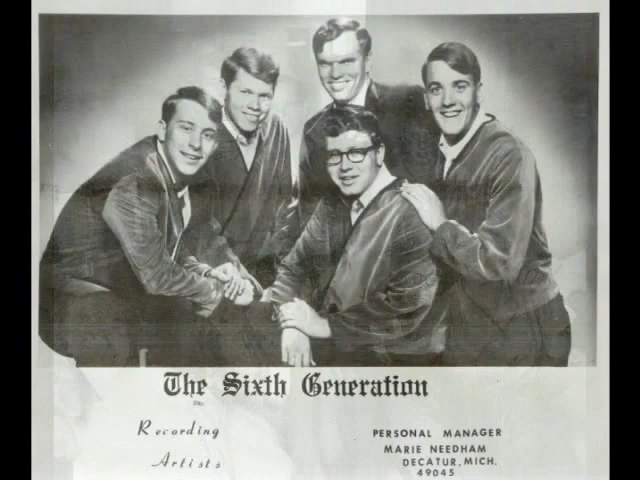 The Sixth Generation
Recording
Artists
PERSONAL MANAGER
MARIE NEEDHAM
DECATUR, MICH.
49045